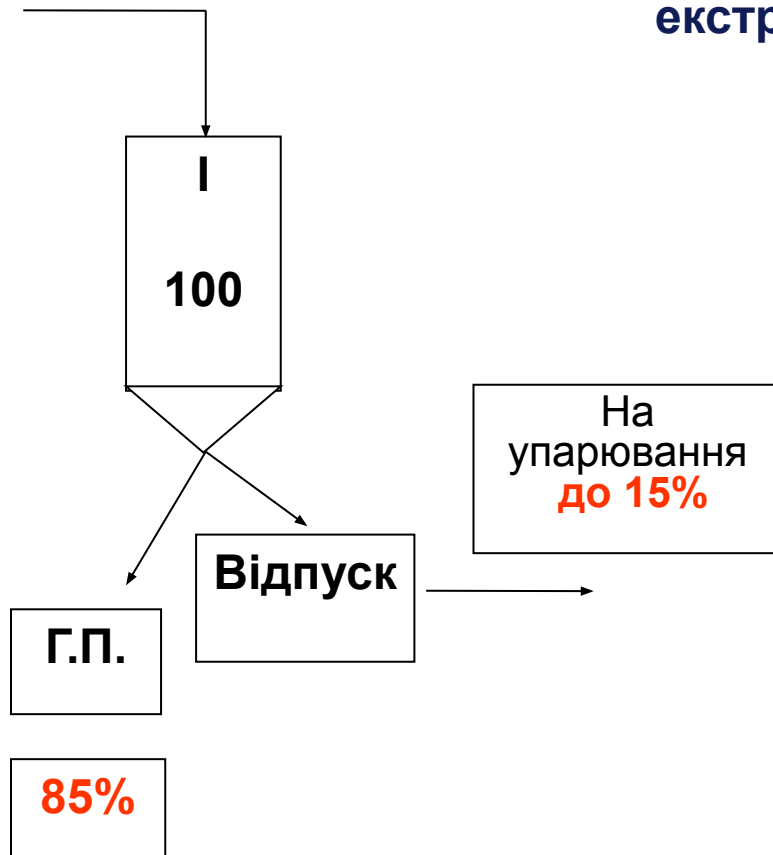 екстр
I
100
На
упарювання
до 15%
Відпуск
Г.П.
85%